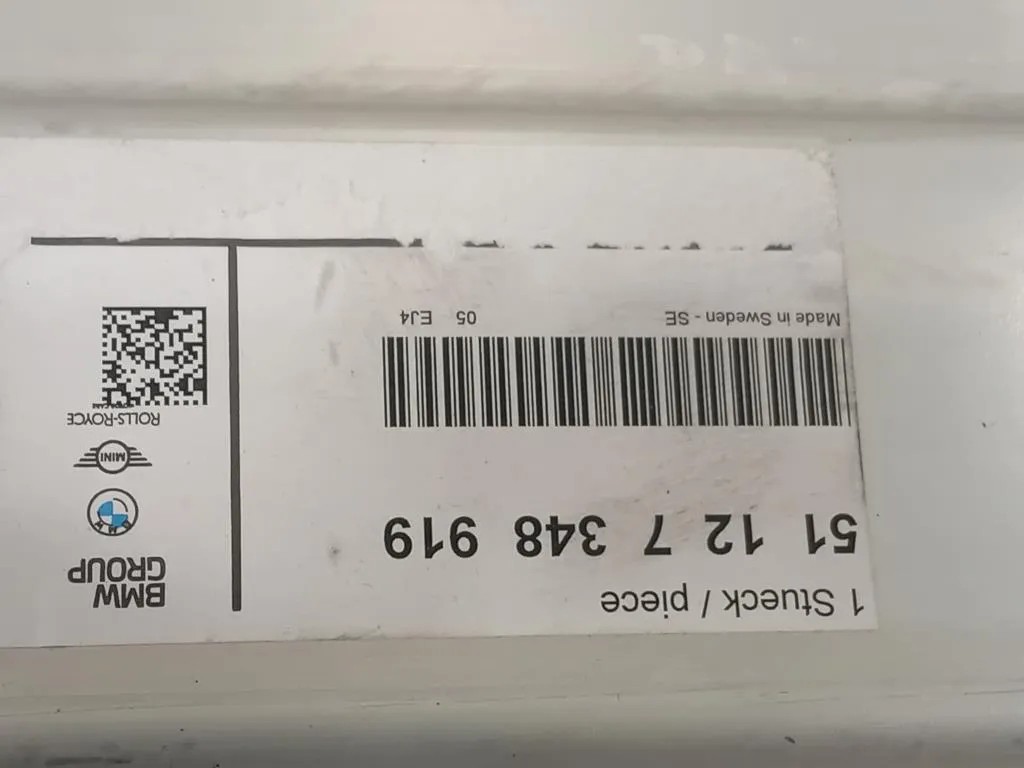 BMW
GROUP
MINI
ROLLS-ROYCE
1 Stueck / piece
51 12 7 348 919
Made in Sweden - SE 05 EJ4